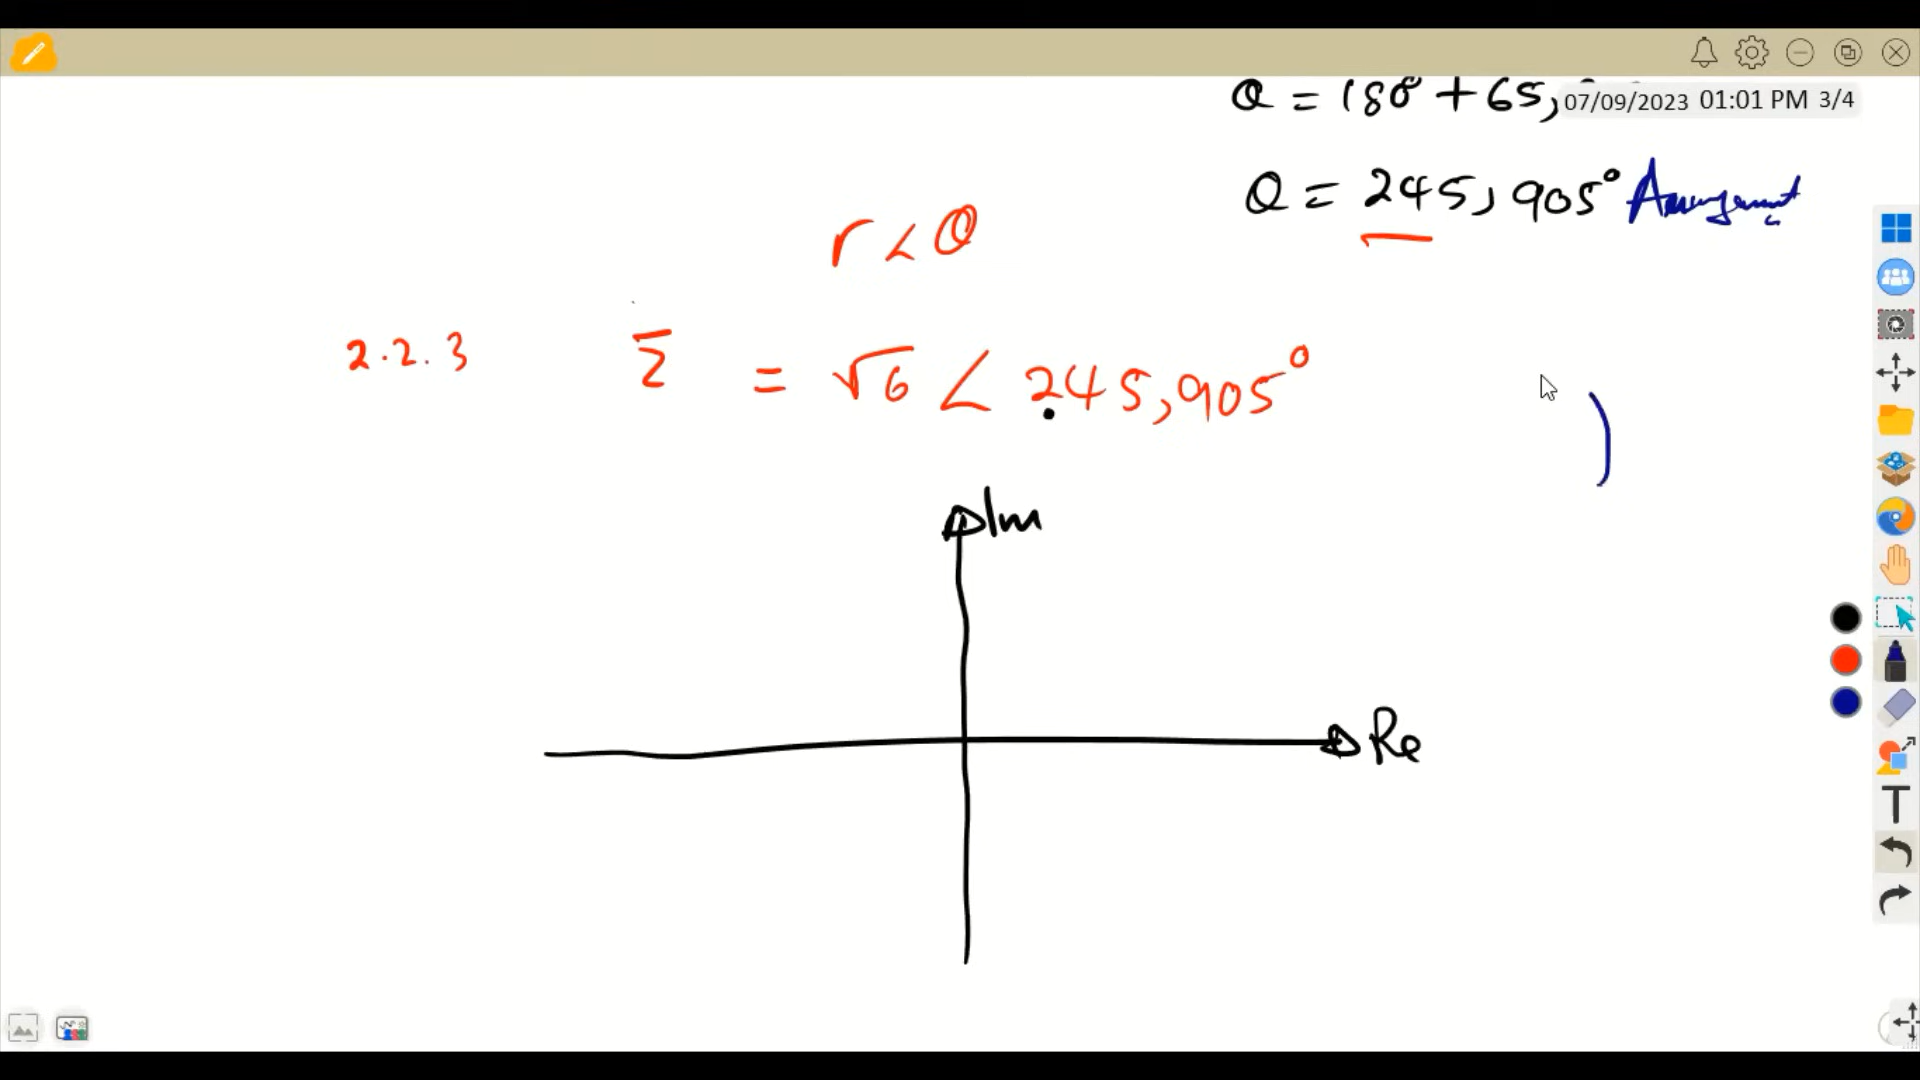 Q = 180° + 65,
07/09/2023 01:01 PM 3/4
Q = 245,905°
r < θ
2.2.3 z̅ = √6 ∠ 245,905°
)
Im
Re
T